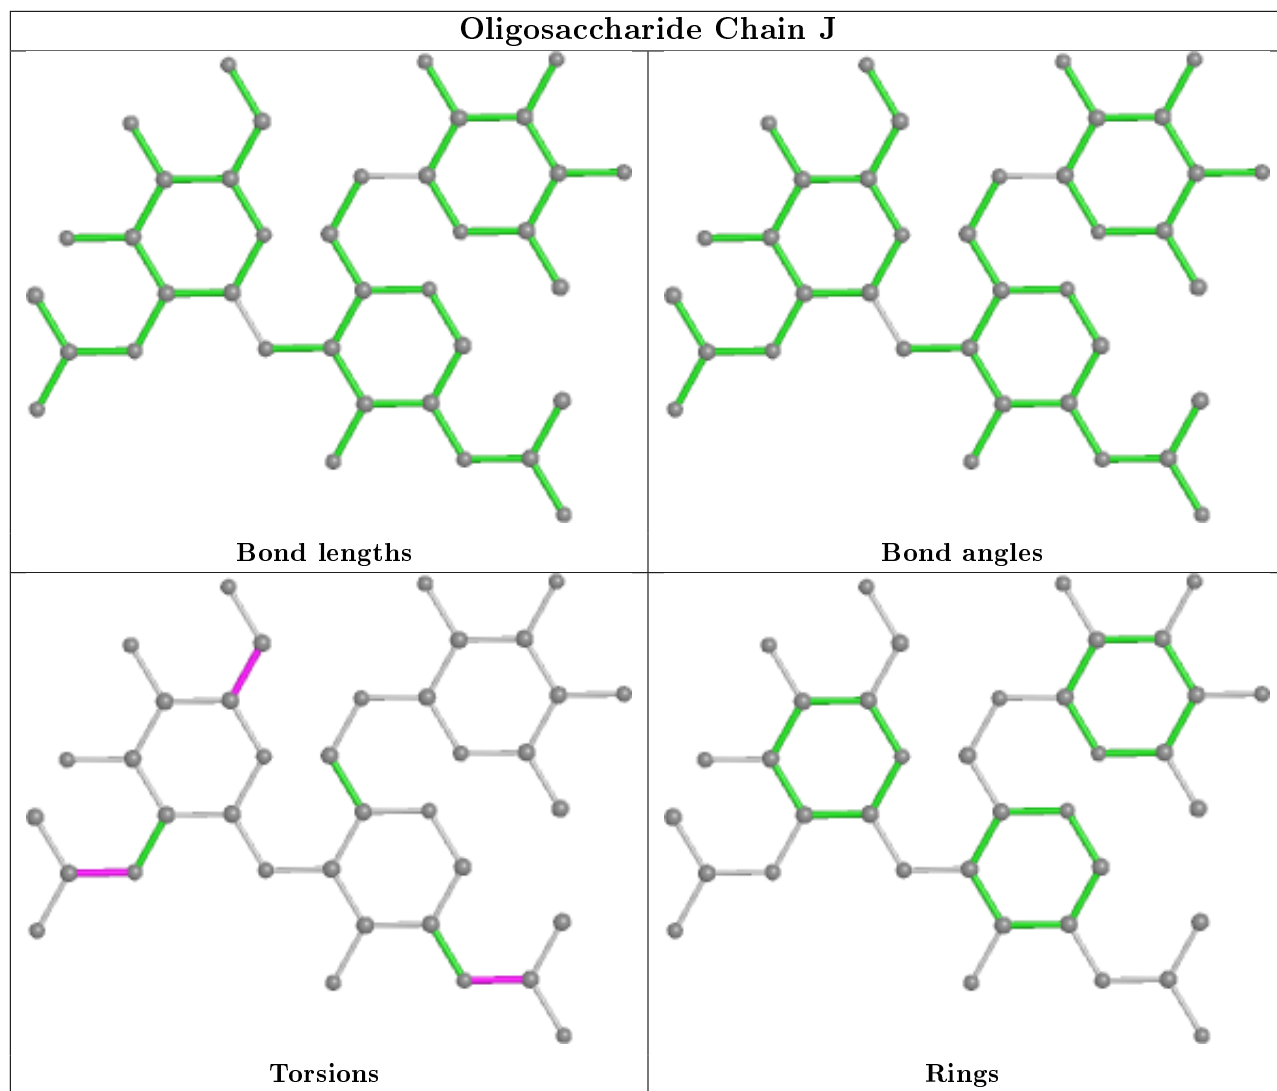 Oligosaccharide Chain J
Bond lengths
Bond angles
Torsions
Rings